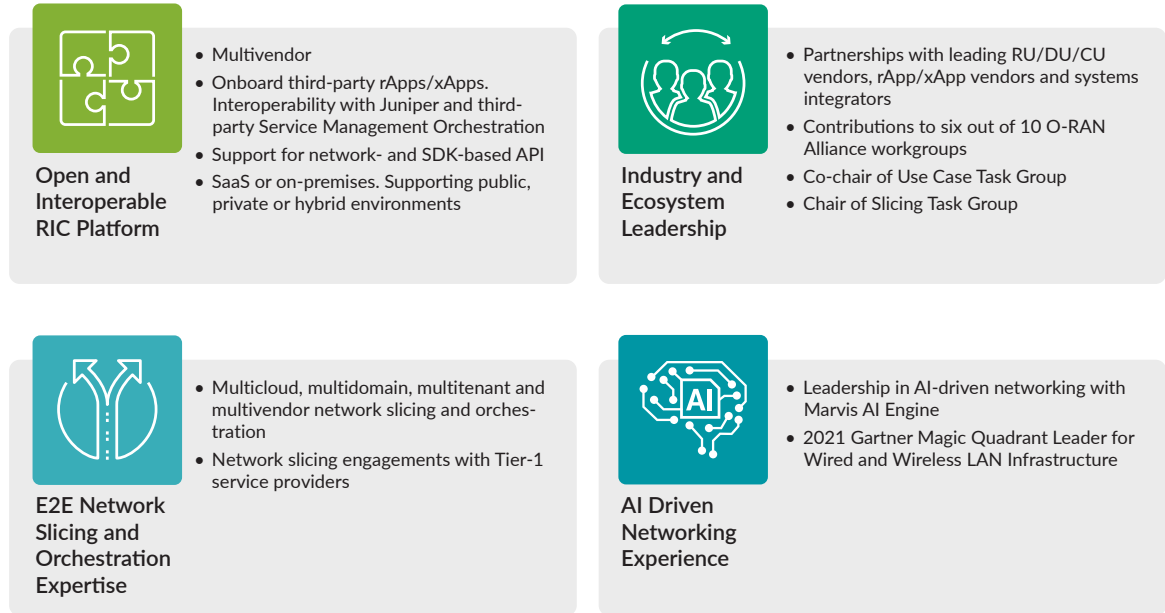 Open and
Interoperable
RIC Platform
• Multivendor
• Onboard third-party rApps/xApps.
Interoperability with Juniper and third-
party Service Management Orchestration
• Support for network- and SDK-based API
• SaaS or on-premises. Supporting public,
private or hybrid environments
Industry and
Ecosystem
Leadership
• Partnerships with leading RU/DU/CU
vendors, rApp/xApp vendors and systems
integrators
• Contributions to six out of 10 O-RAN
Alliance workgroups
• Co-chair of Use Case Task Group
• Chair of Slicing Task Group
E2E Network
Slicing and
Orchestration
Expertise
• Multicloud, multidomain, multitenant and
multivendor network slicing and orches-
tration
• Network slicing engagements with Tier-1
service providers
AI
AI Driven
Networking
Experience
• Leadership in AI-driven networking with
Marvis AI Engine
• 2021 Gartner Magic Quadrant Leader for
Wired and Wireless LAN Infrastructure